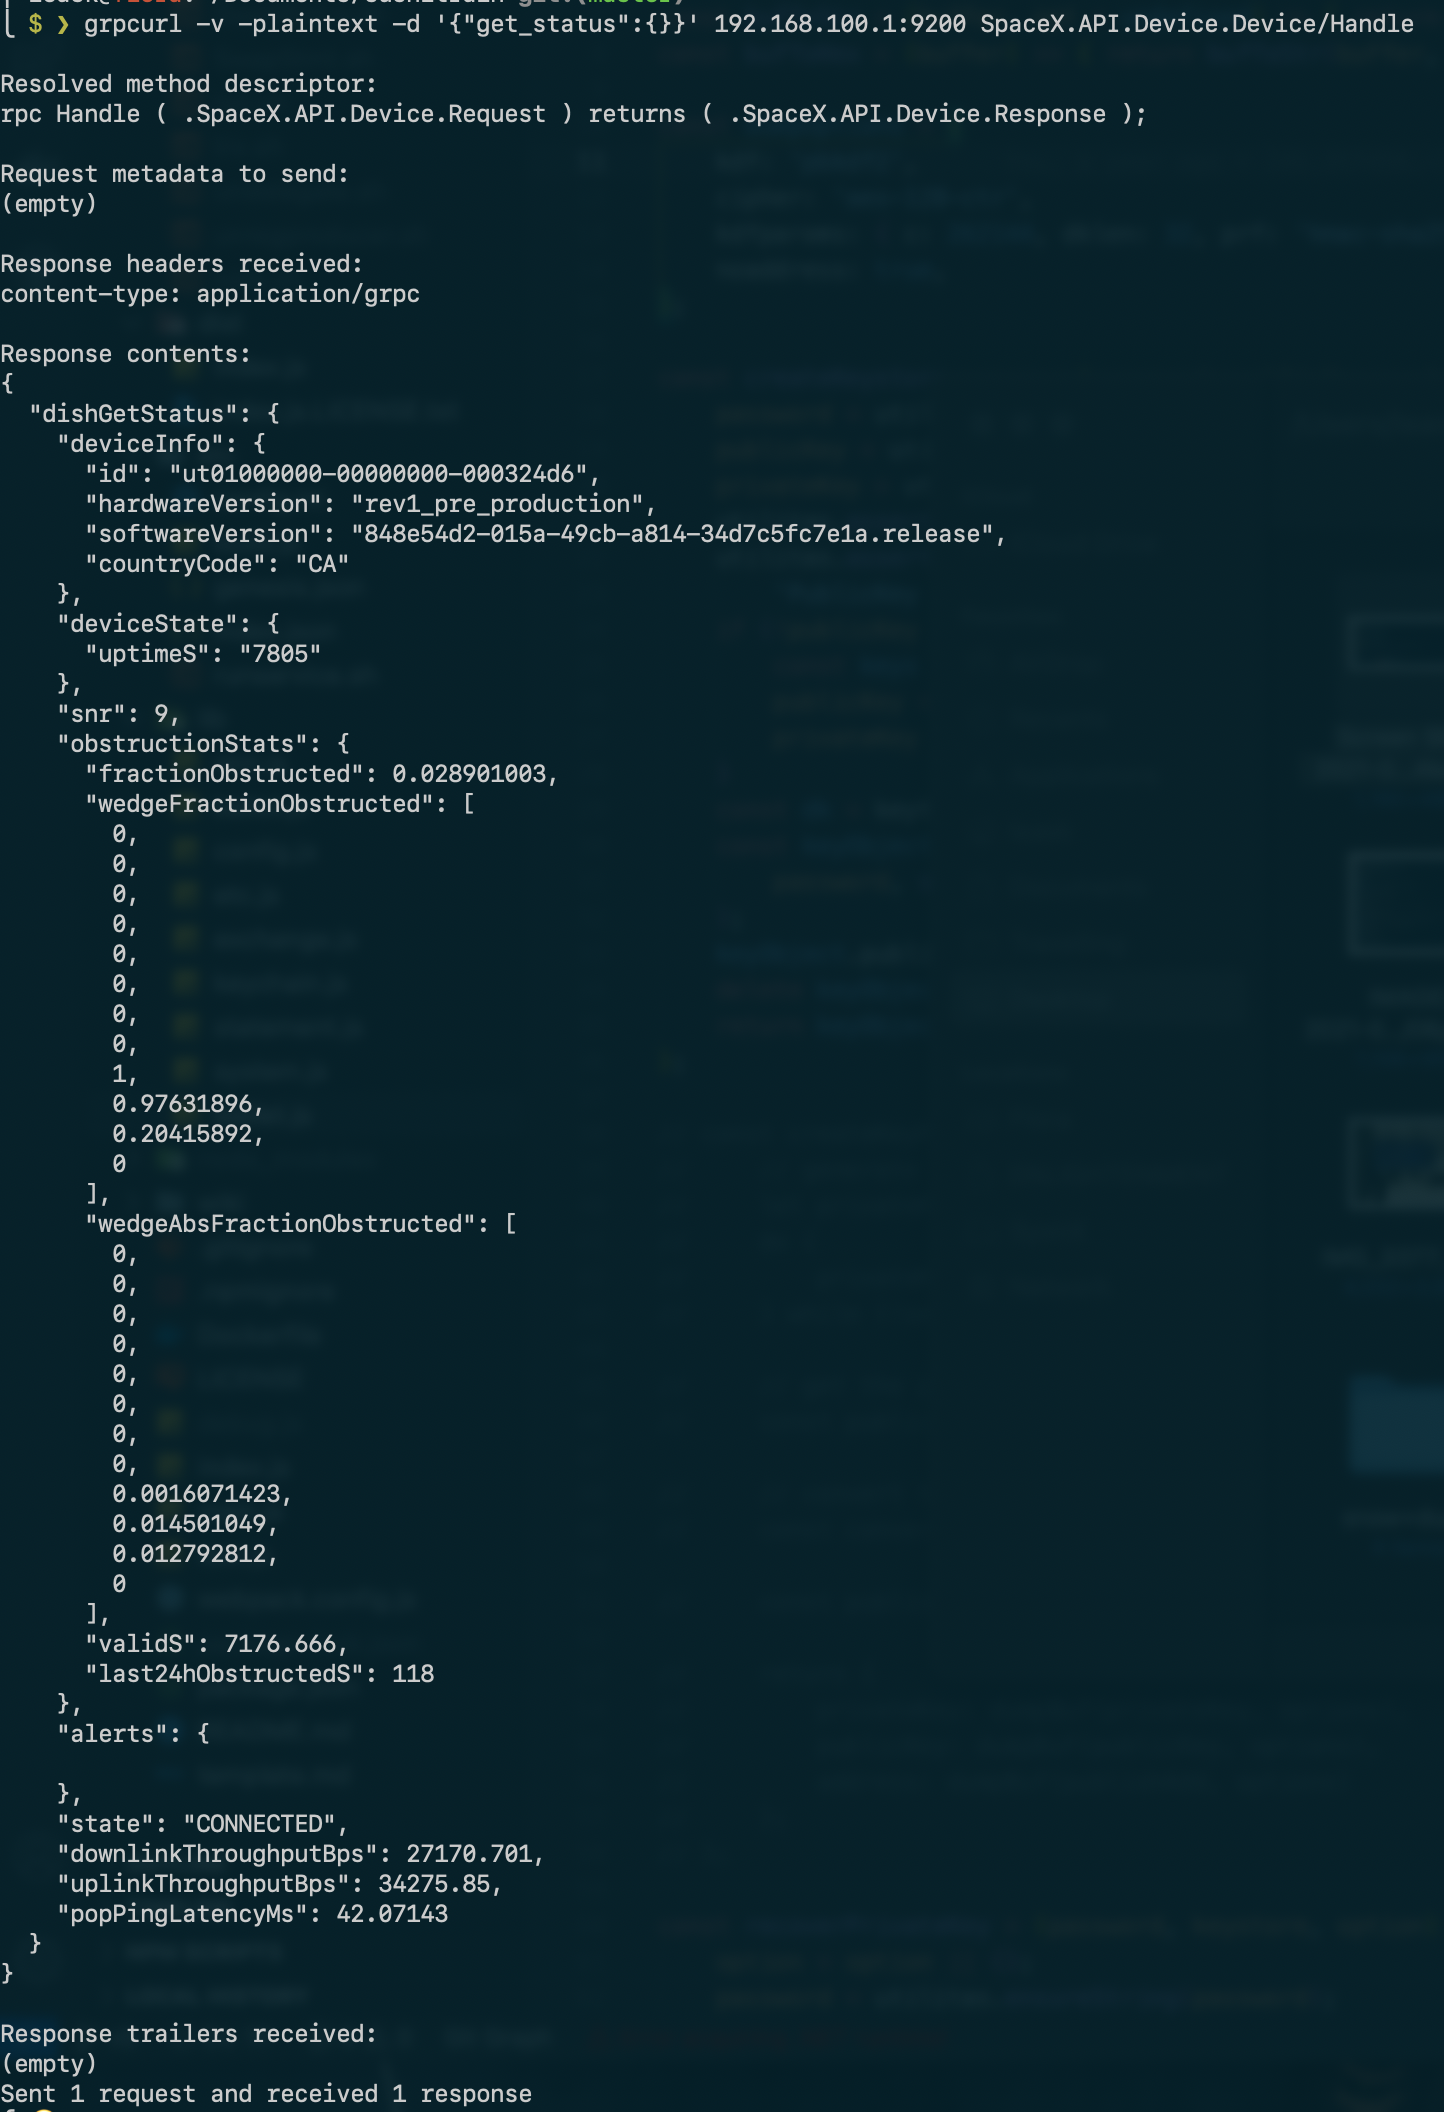 $ ❯ grpcurl -v -plaintext -d '{"get_status":{}}' 192.168.100.1:9200 SpaceX.API.Device.Device/Handle

Resolved method descriptor:
rpc Handle ( .SpaceX.API.Device.Request ) returns ( .SpaceX.API.Device.Response );

Request metadata to send:
(empty)

Response headers received:
content-type: application/grpc

Response contents:
{
  "dishGetStatus": {
    "deviceInfo": {
      "id": "ut01000000-00000000-000324d6",
      "hardwareVersion": "rev1_pre_production",
      "softwareVersion": "848e54d2-015a-49cb-a814-34d7c5fc7e1a.release",
      "countryCode": "CA"
    },
    "deviceState": {
      "uptimeS": "7805"
    },
    "snr": 9,
    "obstructionStats": {
      "fractionObstructed": 0.028901003,
      "wedgeFractionObstructed": [
        0,
        0,
        0,
        0,
        0,
        0,
        0,
        0,
        1,
        0.97631896,
        0.20415892,
        0
      ],
      "wedgeAbsFractionObstructed": [
        0,
        0,
        0,
        0,
        0,
        0,
        0,
        0,
        0.0016071423,
        0.014501049,
        0.012792812,
        0
      ],
      "validS": 7176.666,
      "last24hObstructedS": 118
    },
    "alerts": {

    },
    "state": "CONNECTED",
    "downlinkThroughputBps": 27170.701,
    "uplinkThroughputBps": 34275.85,
    "popPingLatencyMs": 42.07143
  }
}

Response trailers received:
(empty)
Sent 1 request and received 1 response